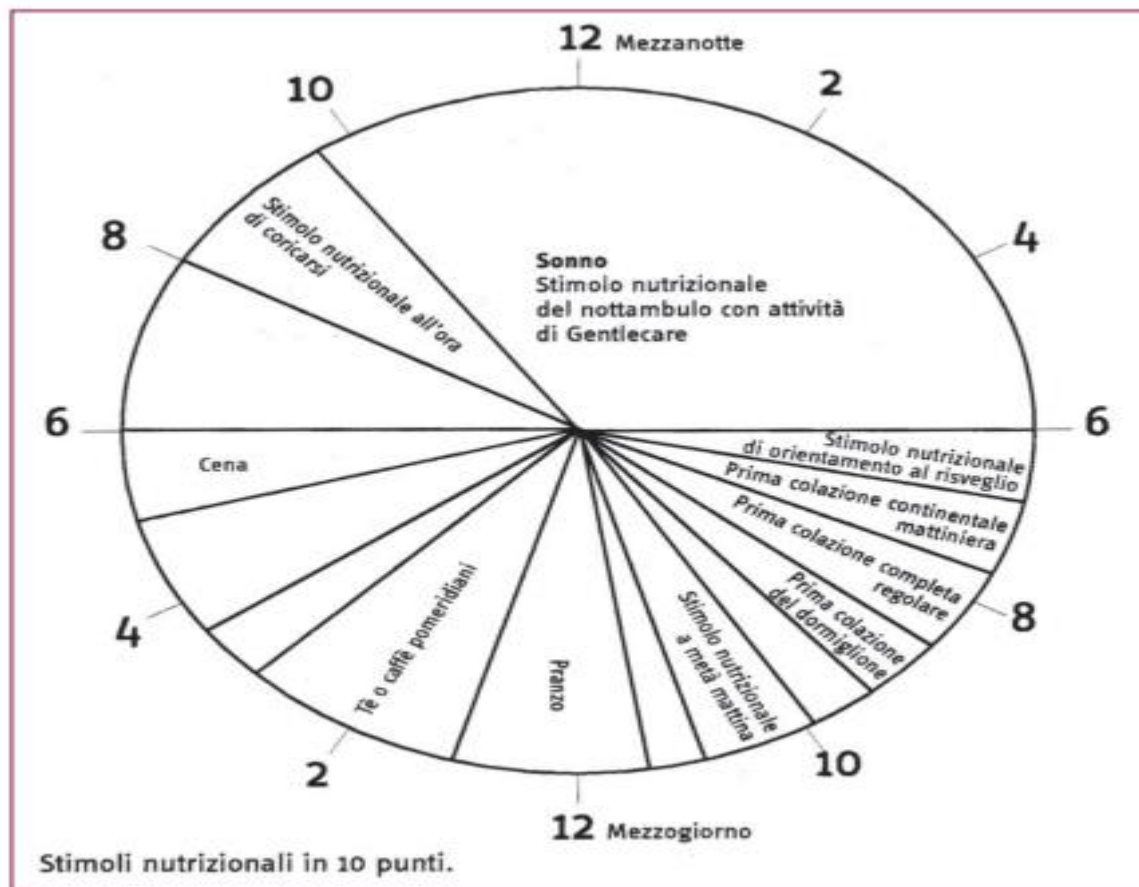 12 Mezzanotte
2
4
6
8
10
12 Mezzogiorno
2
4
6
8
10
Sonno
Stimolo nutrizionale
del nottambulo con attività
di Gentlecare
Stimolo nutrizionale
di orientamento al risveglio
Prima colazione continentale
mattiniera
Prima colazione completa
regolare
Prima colazione
del dormiglione
Stimolo nutrizionale
a metà mattina
Pranzo
Tè o caffè pomeridiani
Cena
Stimolo nutrizionale all'ora
di coricarsi
Stimoli nutrizionali in 10 punti.